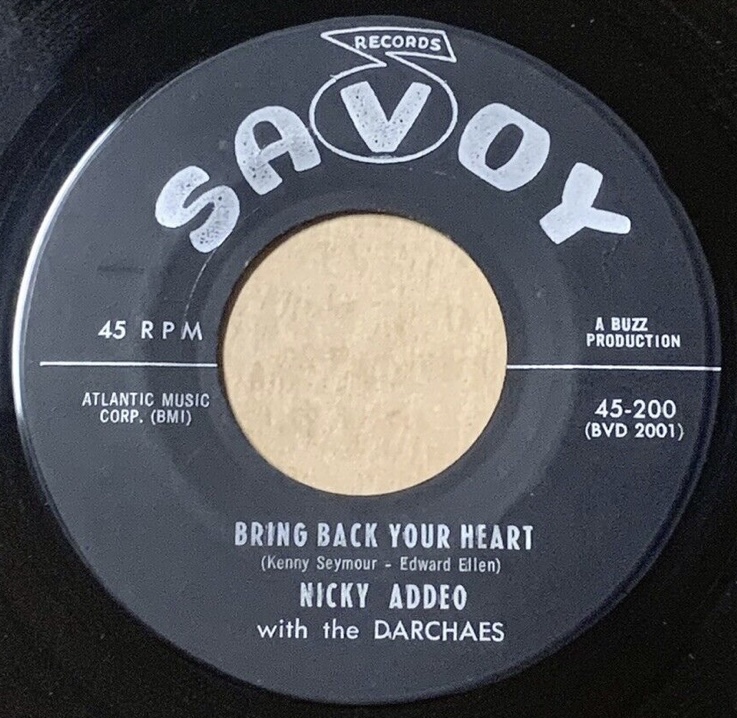 RECORDS
SAVOY
45 RPM
A BUZZ
PRODUCTION
ATLANTIC MUSIC
CORP. (BMI)
45-200
(BVD 2001)
BRING BACK YOUR HEART
(Kenny Seymour - Edward Ellen)
NICKY ADDEO
with the DARCHAES